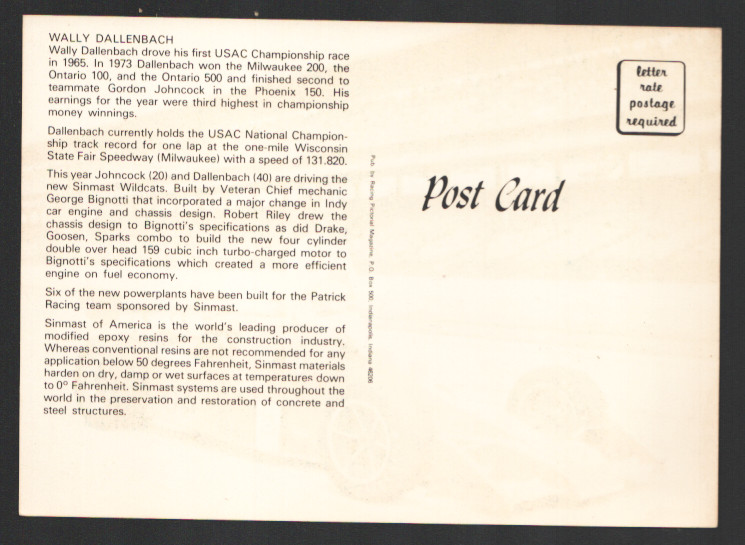 WALLY DALLENBACH
Wally Dallenbach drove his first USAC Championship race
in 1965. In 1973 Dallenbach won the Milwaukee 200, the
Ontario 100, and the Ontario 500 and finished second to
teammate Gordon Johncock in the Phoenix 150. His
earnings for the year were third highest in championship
money winnings.
Dallenbach currently holds the USAC National Champion-
ship track record for one lap at the one-mile Wisconsin
State Fair Speedway (Milwaukee) with a speed of 131.820.
This year Johncock (20) and Dallenbach (40) are driving the
new Sinmast Wildcats. Built by Veteran Chief mechanic
George Bignotti that incorporated a major change in Indy
car engine and chassis design. Robert Riley drew the
chassis design to Bignotti's specifications as did Drake,
Goosen, Sparks combo to build the new four cylinder
double over head 159 cubic inch turbo-charged motor to
Bignotti's specifications which created a more efficient
engine on fuel economy.
Six of the new powerplants have been built for the Patrick
Racing team sponsored by Sinmast.
Sinmast of America is the world's leading producer of
modified epoxy resins for the construction industry.
Whereas conventional resins are not recommended for any
application below 50 degrees Fahrenheit, Sinmast materials
harden on dry, damp or wet surfaces at temperatures down
to 0° Fahrenheit. Sinmast systems are used throughout the
world in the preservation and restoration of concrete and
steel structures.
Pub. by Racing Pictorial Magazine, P.O. Box 500, Indianapolis, Indiana 46206
Post Card
letter
rate
postage
required